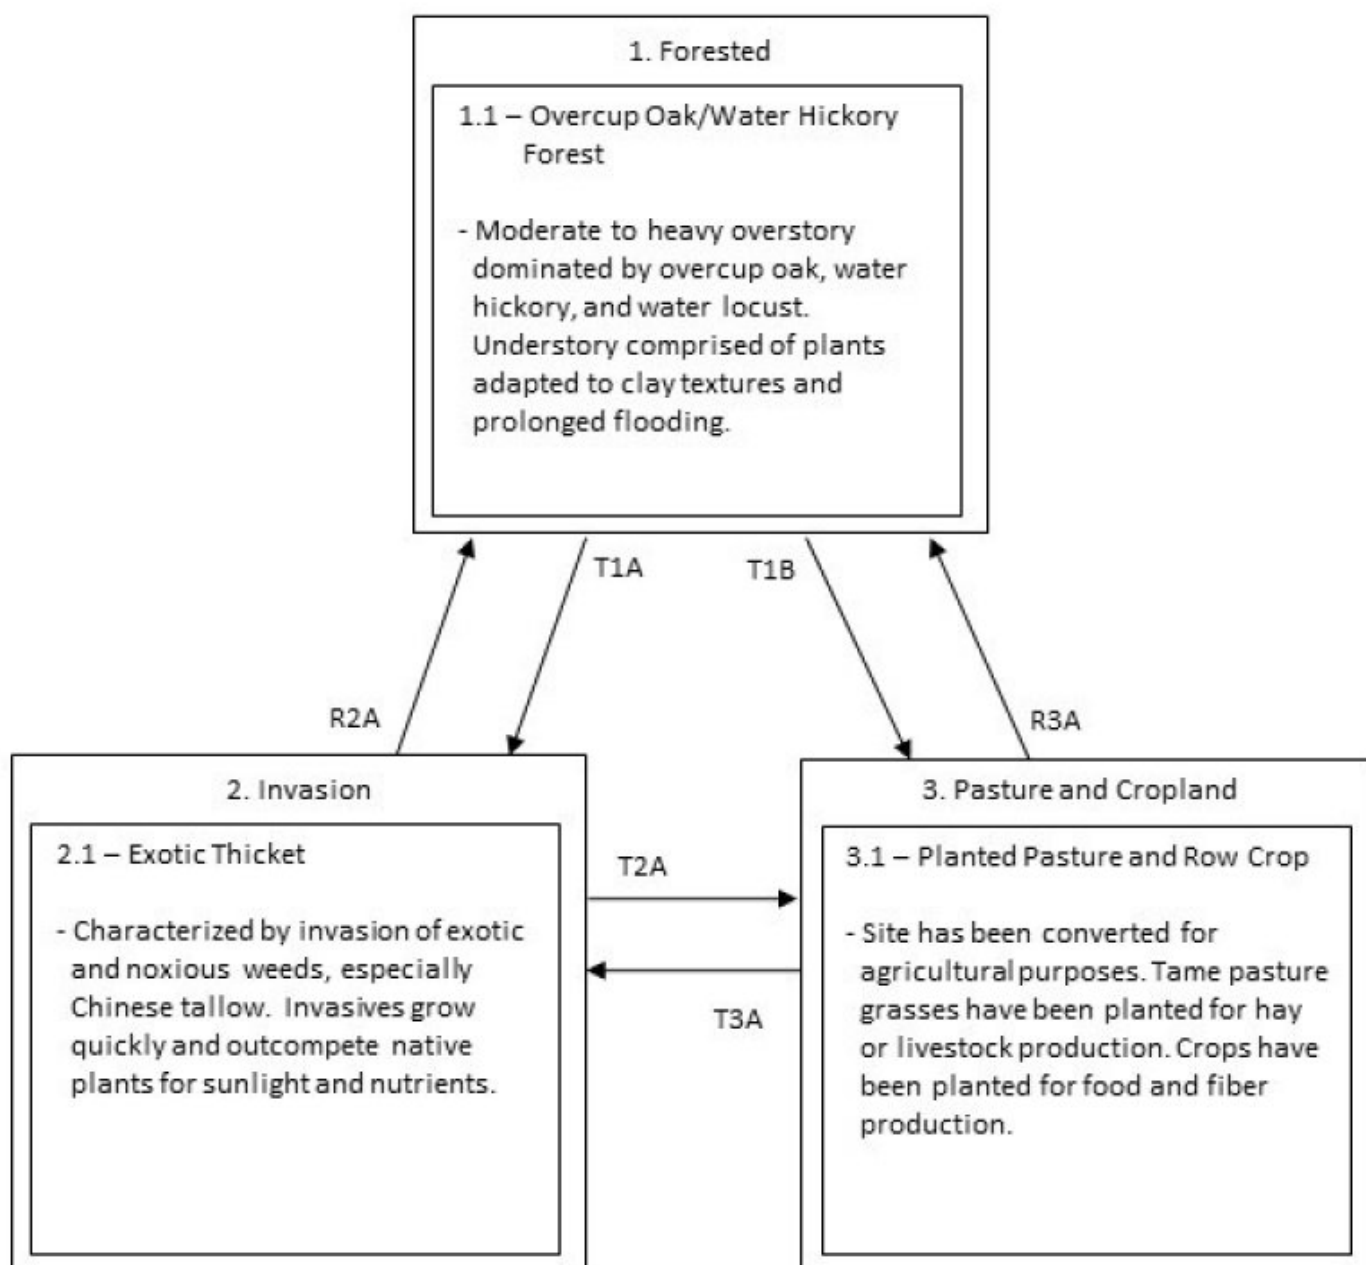 1. Forested
1.1 – Overcup Oak/Water Hickory
Forest
- Moderate to heavy overstory
dominated by overcup oak, water
hickory, and water locust.
Understory comprised of plants
adapted to clay textures and
prolonged flooding.
T1A
T1B
R2A
R3A
2. Invasion
2.1 – Exotic Thicket
- Characterized by invasion of exotic
and noxious weeds, especially
Chinese tallow. Invasives grow
quickly and outcompete native
plants for sunlight and nutrients.
T2A
T3A
3. Pasture and Cropland
3.1 – Planted Pasture and Row Crop
- Site has been converted for
agricultural purposes. Tame pasture
grasses have been planted for hay
or livestock production. Crops have
been planted for food and fiber
production.